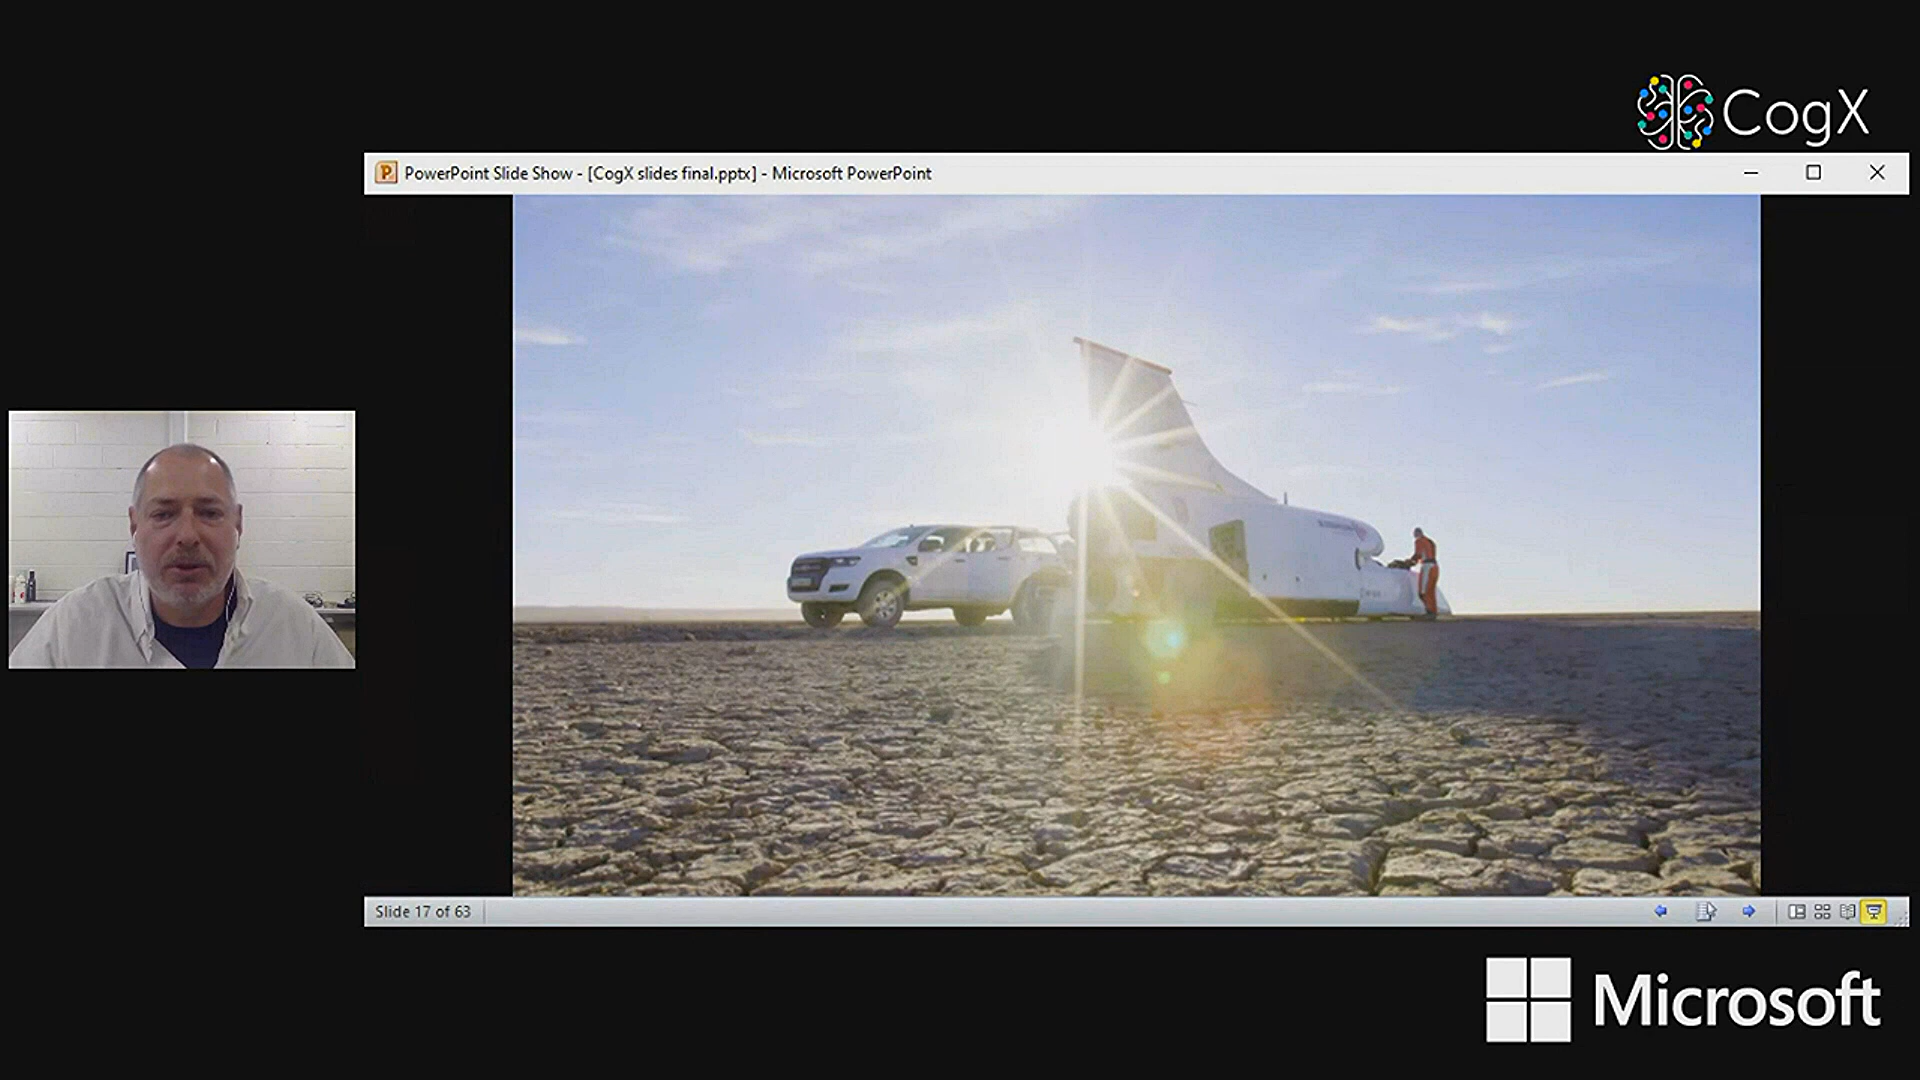 CogX
PowerPoint Slide Show - [CogX slides final.pptx] - Microsoft PowerPoint
Slide 17 of 63
Microsoft